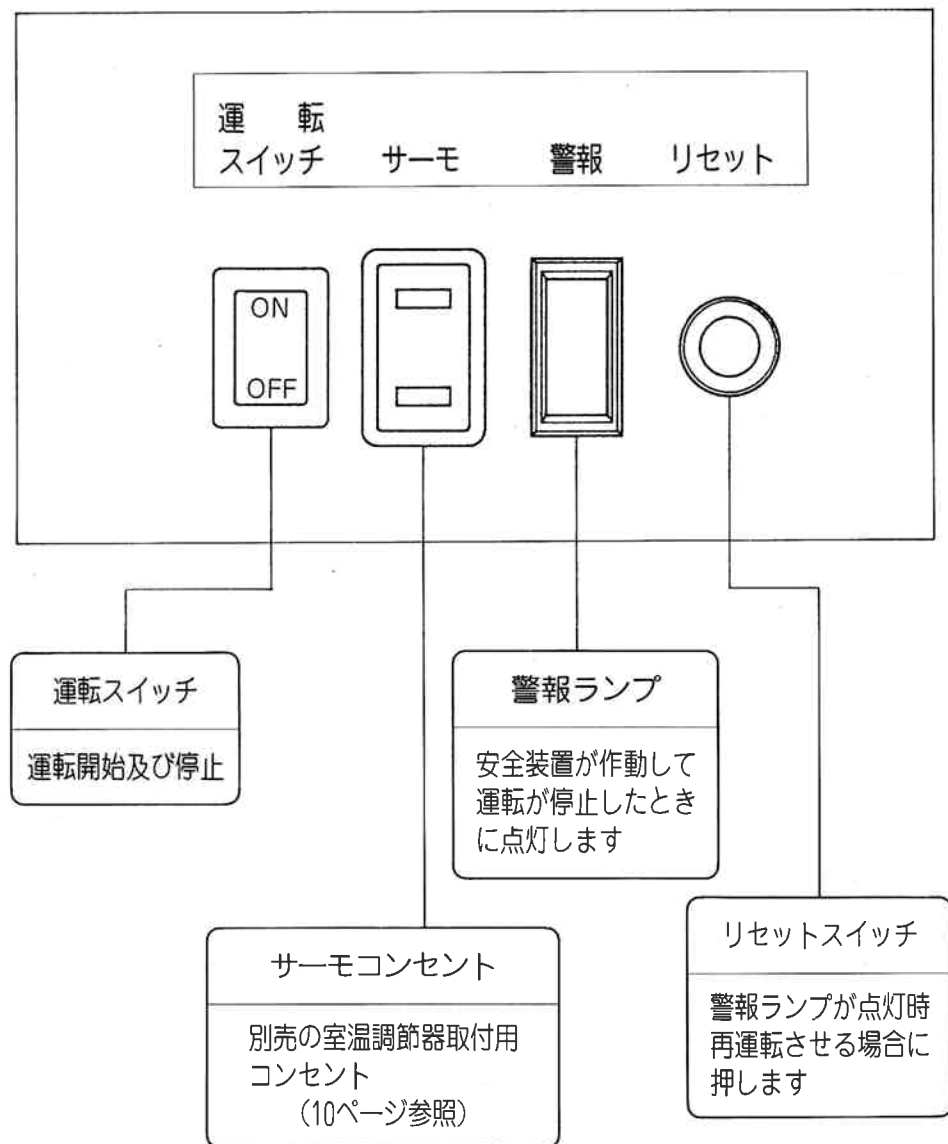 運　転
スイッチ　サーモ　警報　リセット
ON
OFF
運転スイッチ
運転開始及び停止
警報ランプ
安全装置が作動して
運転が停止したとき
に点灯します
サーモコンセント
別売の室温調節器取付用
コンセント
（10ページ参照）
リセットスイッチ
警報ランプが点灯時
再運転させる場合に
押します